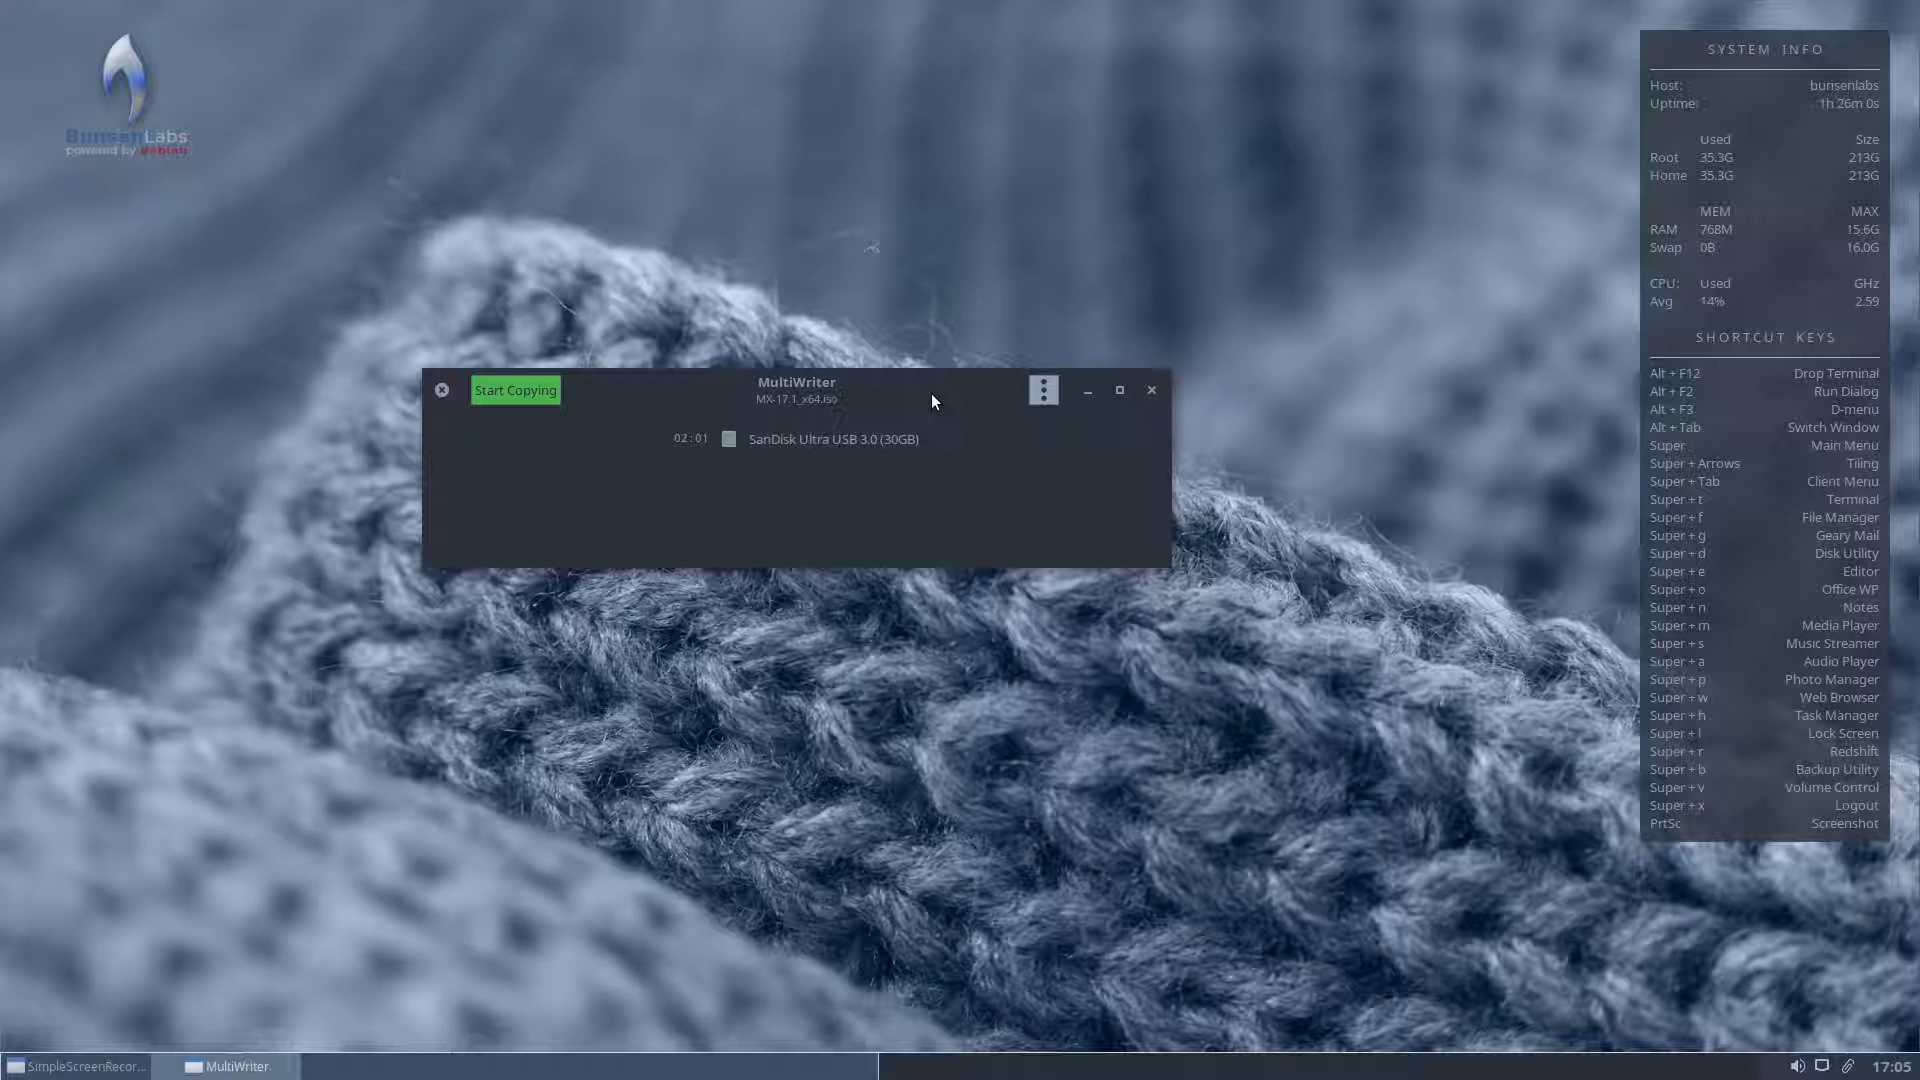 BunsenLabs
powered by debian
Start Copying
MultiWriter
MX-17.1_x64.iso
02:01 SanDisk Ultra USB 3.0 (30GB)
SYSTEM INFO
Host: bunsenlabs
Uptime: 1h 26m 0s
Used Size
Root 35.3G 213G
Home 35.3G 213G
MEM MAX
RAM 768M 15.6G
Swap 0B 16.0G
CPU: Used GHz
Avg 14% 2.59
SHORTCUT KEYS
Alt + F12 Drop Terminal
Alt + F2 Run Dialog
Alt + F3 D-menu
Alt + Tab Switch Window
Super Main Menu
Super + Arrows Tiling
Super + Tab Client Menu
Super + t Terminal
Super + f File Manager
Super + g Geary Mail
Super + d Disk Utility
Super + e Editor
Super + o Office WP
Super + n Notes
Super + m Media Player
Super + s Music Streamer
Super + a Audio Player
Super + p Photo Manager
Super + w Web Browser
Super + h Task Manager
Super + l Lock Screen
Super + r Redshift
Super + b Backup Utility
Super + v Volume Control
Super + x Logout
PrtSc Screenshot
SimpleScreenRecor... MultiWriter 17:05